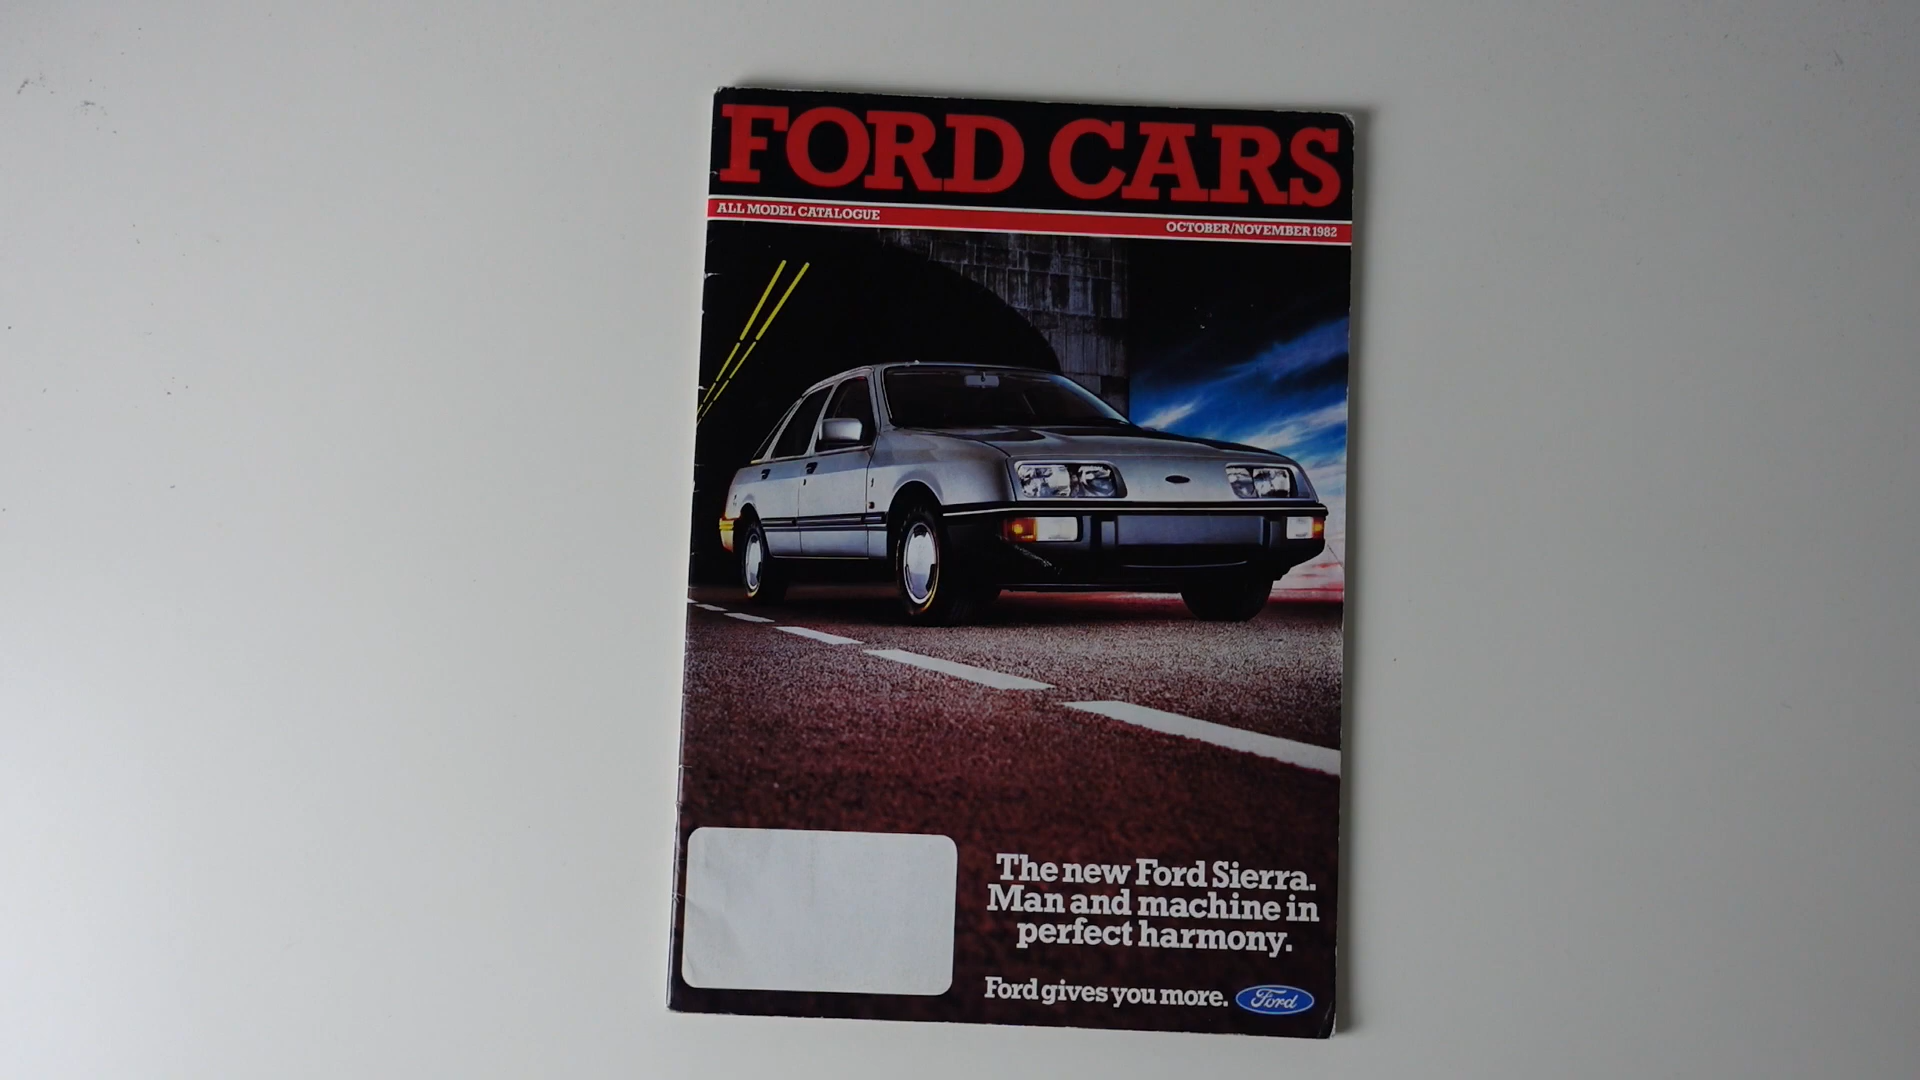 FORD CARS
ALL MODEL CATALOGUE
OCTOBER/NOVEMBER 1982
The new Ford Sierra.
Man and machine in
perfect harmony.
Ford gives you more.
Ford